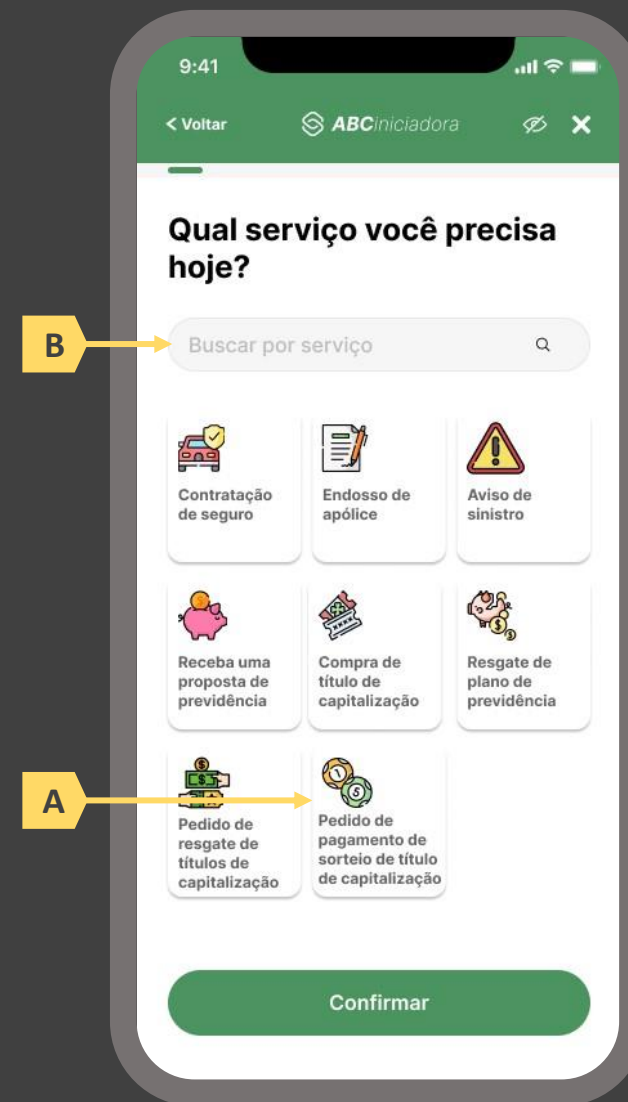 9:41
< Voltar
ABCiniciadora
Qual serviço você precisa
hoje?
B
Buscar por serviço
Contratação
de seguro
Endosso de
apólice
Aviso de
sinistro
Receba uma
proposta de
previdência
Compra de
título de
capitalização
Resgate de
plano de
previdência
A
Pedido de
resgate de
títulos de
capitalização
1
5
Pedido de
pagamento de
sorteio de título
de capitalização
Confirmar